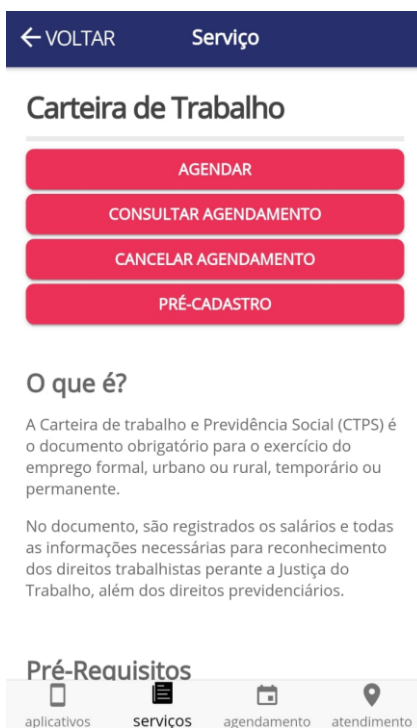 VOLTAR Serviço
Carteira de Trabalho
AGENDAR
CONSULTAR AGENDAMENTO
CANCELAR AGENDAMENTO
PRÉ-CADASTRO
O que é?
A Carteira de trabalho e Previdência Social (CTPS) é
o documento obrigatório para o exercício do
emprego formal, urbano ou rural, temporário ou
permanente.
No documento, são registrados os salários e todas
as informações necessárias para reconhecimento
dos direitos trabalhistas perante a Justiça do
Trabalho, além dos direitos previdenciários.
Pré-Requisitos
aplicativos serviços agendamento atendimento